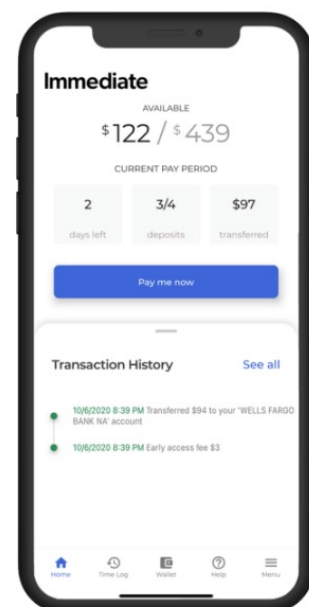 Immediate
AVAILABLE
$122 / $439
CURRENT PAY PERIOD
2 3/4 $97
days left deposits transferred
Pay me now
Transaction History See all
10/6/2020 8:39 PM Transferred $94 to your 'WELLS FARGO
BANK NA' account
10/6/2020 8:39 PM Early access fee $3
Home Time Log Wallet Help Menu